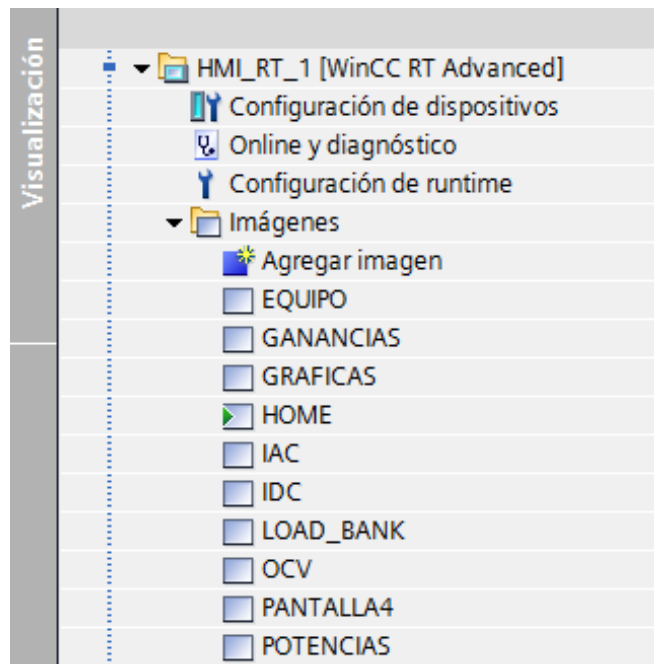 Visualización
HMI_RT_1 [WinCC RT Advanced]
Configuración de dispositivos
Online y diagnóstico
Configuración de runtime
Imágenes
Agregar imagen
EQUIPO
GANANCIAS
GRAFICAS
HOME
IAC
IDC
LOAD_BANK
OCV
PANTALLA4
POTENCIAS